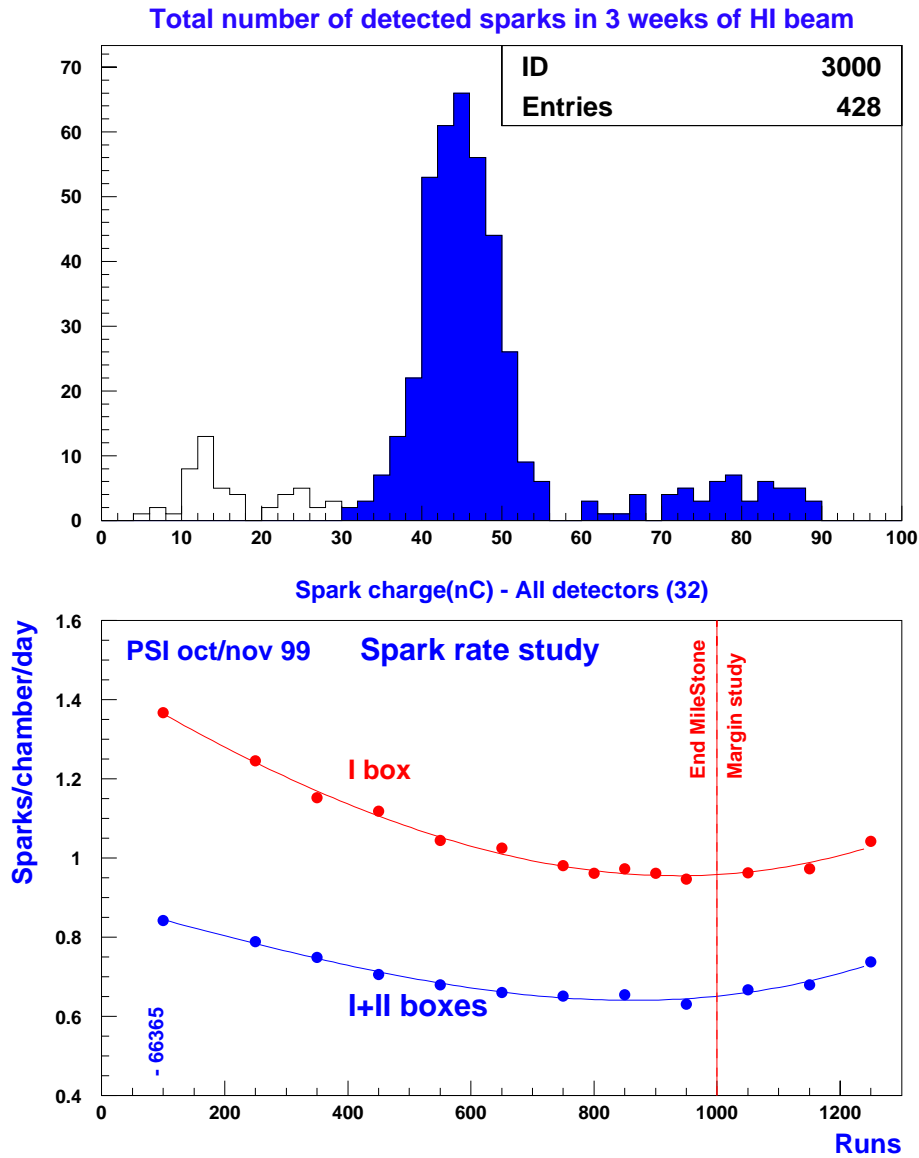 Total number of detected sparks in 3 weeks of HI beam
ID 3000
Entries 428
70
60
50
40
30
20
10
0
0 10 20 30 40 50 60 70 80 90 100
Spark charge(nC) - All detectors (32)
Sparks/chamber/day
1.6
1.4
1.2
1
0.8
0.6
0.4
PSI oct/nov 99
Spark rate study
End MileStone
Margin study
I box
I+II boxes
- 66365
0 200 400 600 800 1000 1200
Runs